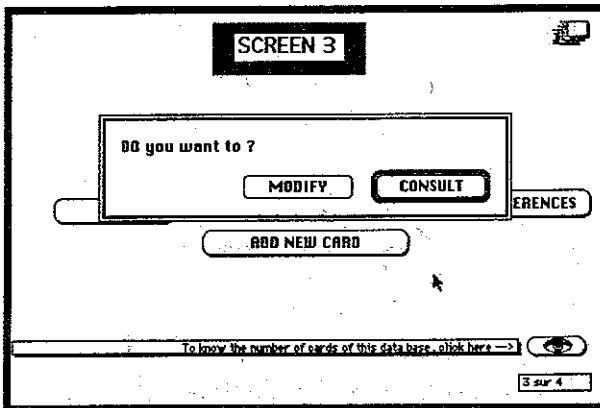 SCREEN 3
DO you want to ?
MODIFY
CONSULT
ERENCES
ADD NEW CARD
To know the number of cards of this data base, click here —>
3 sur 4